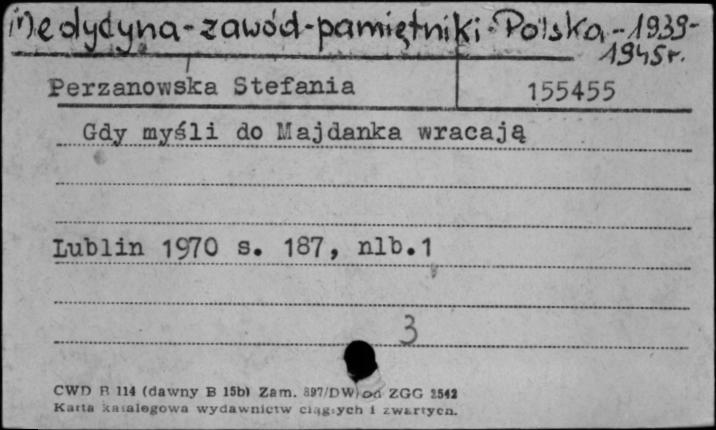 Medycyna-zawód-pamiętniki-Polska-1939-
1945r.
Perzanowska Stefania 155455
Gdy myśli do Majdanka wracają
Lublin 1970 s. 187, nlb.1
3
CWD R 114 (dawny B 15b) Zam. 897/DW od ZGG 2542
Karta katalogowa wydawnictw ciągłych i zwartych.